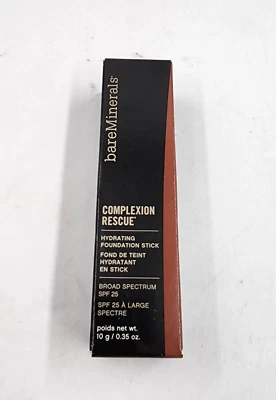 bareMinerals
COMPLEXION
RESCUE™
HYDRATING
FOUNDATION STICK
FOND DE TEINT
HYDRATANT
EN STICK
BROAD SPECTRUM
SPF 25
SPF 25 À LARGE
SPECTRE
poids net wt.
10 g / 0.35 oz.